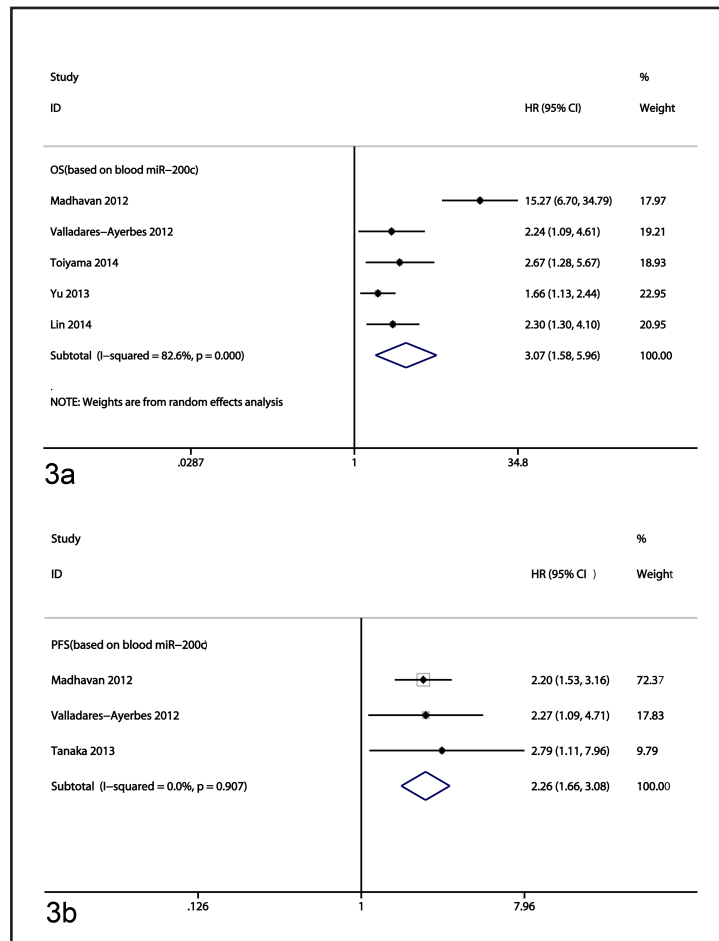 Study %
ID HR (95% CI) Weight
OS(based on blood miR−200c)
Madhavan 2012 15.27 (6.70, 34.79) 17.97
Valladares−Ayerbes 2012 2.24 (1.09, 4.61) 19.21
Toiyama 2014 2.67 (1.28, 5.67) 18.93
Yu 2013 1.66 (1.13, 2.44) 22.95
Lin 2014 2.30 (1.30, 4.10) 20.95
Subtotal (I−squared = 82.6%, p = 0.000) 3.07 (1.58, 5.96) 100.00
.
NOTE: Weights are from random effects analysis
.0287 1 34.8
3a
Study %
ID HR (95% CI ) Weight
PFS(based on blood miR−200c)
Madhavan 2012 2.20 (1.53, 3.16) 72.37
Valladares−Ayerbes 2012 2.27 (1.09, 4.71) 17.83
Tanaka 2013 2.79 (1.11, 7.96) 9.79
Subtotal (I−squared = 0.0%, p = 0.907) 2.26 (1.66, 3.08) 100.00
.126 1 7.96
3b